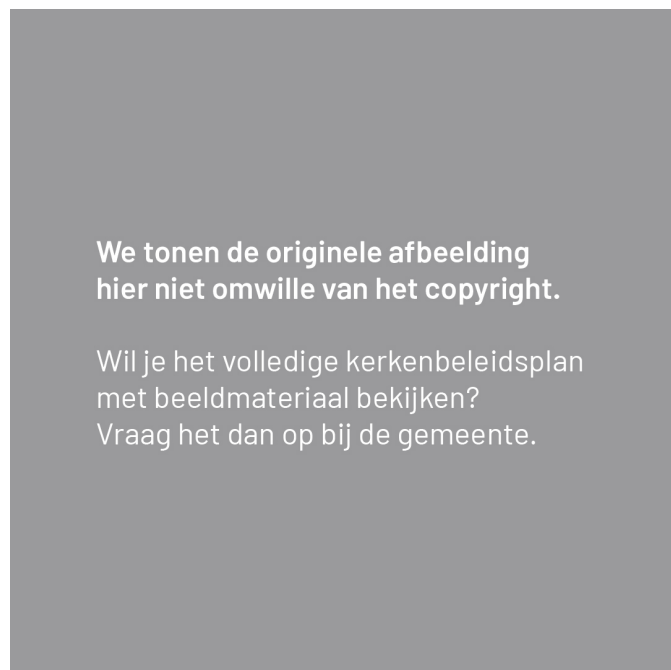 We tonen de originele afbeelding
hier niet omwille van het copyright.
Wil je het volledige kerkenbeleidsplan
met beeldmateriaal bekijken?
Vraag het dan op bij de gemeente.